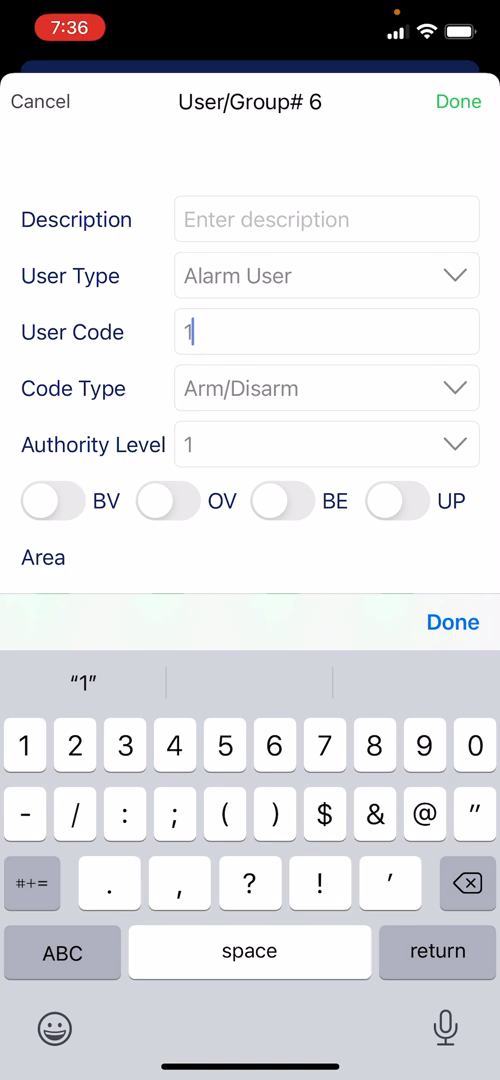 7:36
Cancel User/Group# 6 Done
Description Enter description
User Type Alarm User
User Code 1
Code Type Arm/Disarm
Authority Level 1
BV OV BE UP
Area
Done
“1”
1 2 3 4 5 6 7 8 9 0
- / : ; ( ) $ & @ "
#+= . , ? ! '
ABC space return